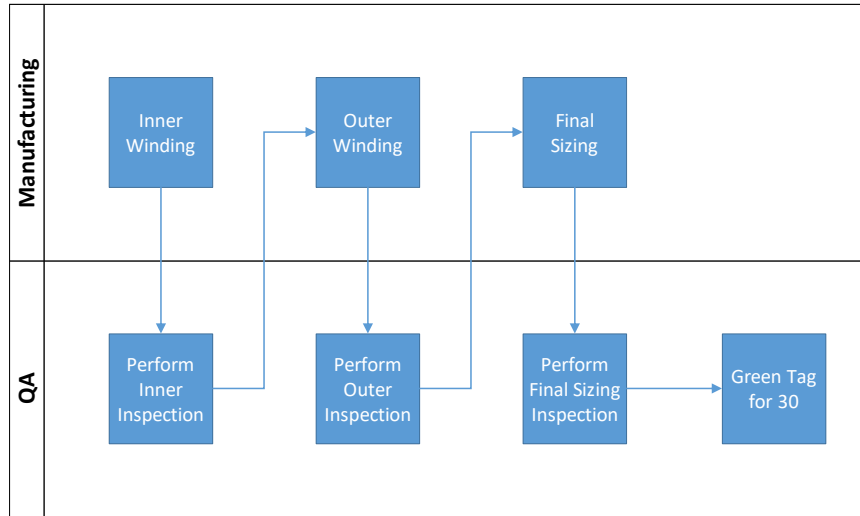 Manufacturing
Inner
Winding
Outer
Winding
Final
Sizing
QA
Perform
Inner
Inspection
Perform
Outer
Inspection
Perform
Final Sizing
Inspection
Green Tag
for 30